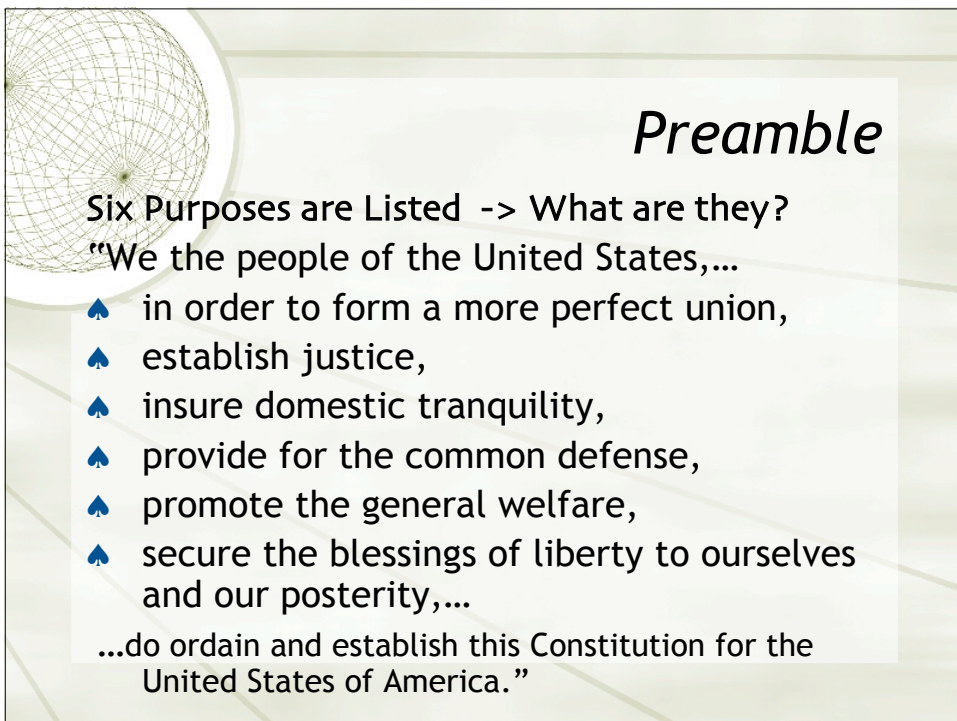 Preamble
Six Purposes are Listed -> What are they?
“We the people of the United States,…
♠ in order to form a more perfect union,
♠ establish justice,
♠ insure domestic tranquility,
♠ provide for the common defense,
♠ promote the general welfare,
♠ secure the blessings of liberty to ourselves
and our posterity,…
…do ordain and establish this Constitution for the
United States of America.”